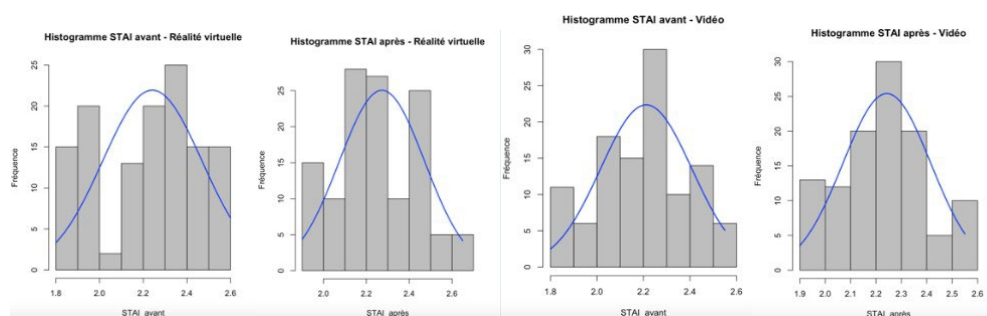 Histogramme STAI avant - Réalité virtuelle
Fréquence
25
20
15
10
5
0
1.8 2.0 2.2 2.4 2.6
STAI avant
Histogramme STAI après - Réalité virtuelle
Fréquence
25
20
15
10
5
0
2.0 2.2 2.4 2.6
STAI après
Histogramme STAI avant - Vidéo
Fréquence
30
25
20
15
10
5
0
1.8 2.0 2.2 2.4 2.6
STAI avant
Histogramme STAI après - Vidéo
Fréquence
30
25
20
15
10
5
0
1.9 2.0 2.1 2.2 2.3 2.4 2.5 2.6
STAI après